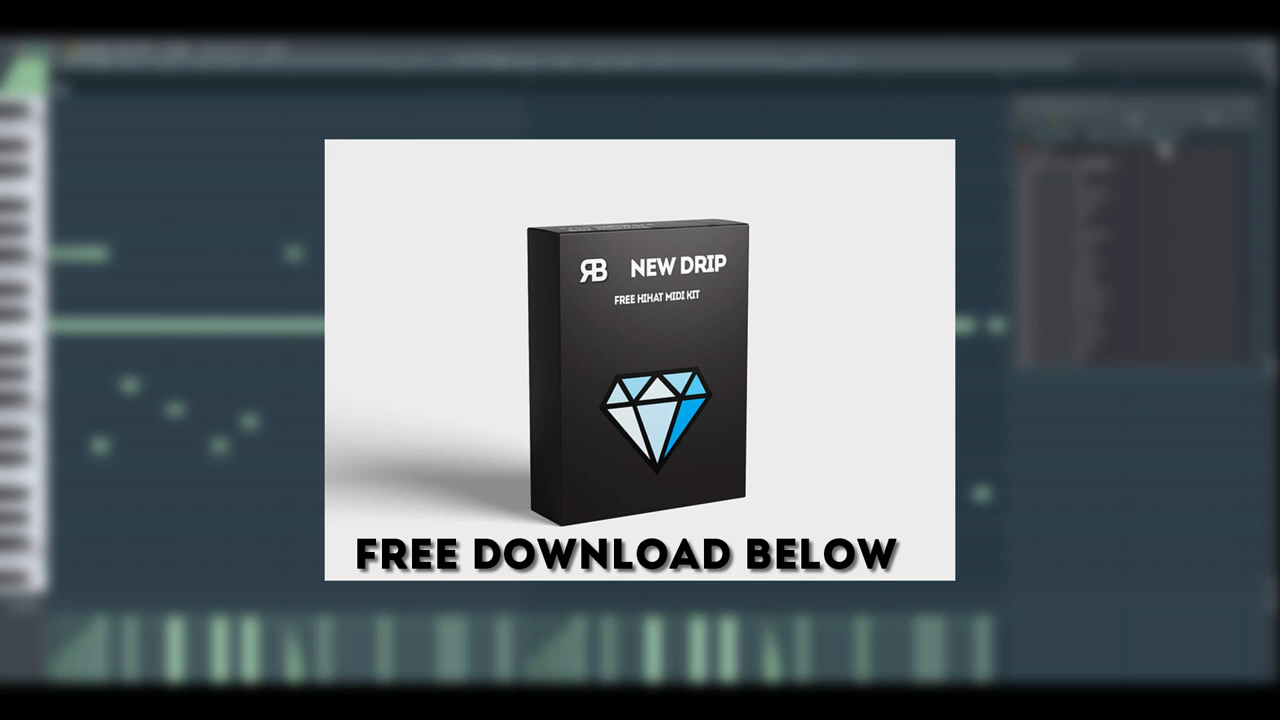 RB NEW DRIP
FREE HIHAT MIDI KIT
FREE DOWNLOAD BELOW